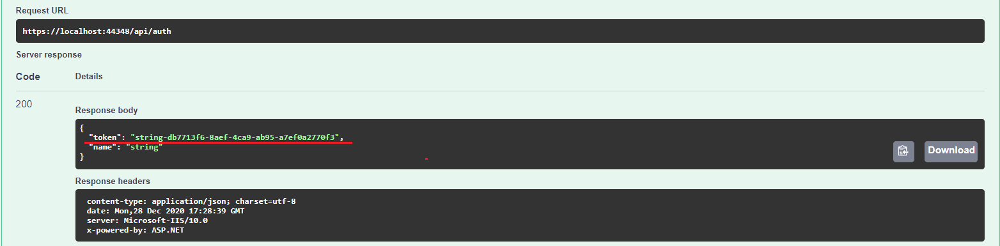 Request URL
https://localhost:44348/api/auth
Server response
Code Details
200
Response body
{
"token": "string-db7713f6-8aef-4ca9-ab95-a7ef0a2770f3",
"name": "string"
}
Download
Response headers
content-type: application/json; charset=utf-8
date: Mon,28 Dec 2020 17:28:39 GMT
server: Microsoft-IIS/10.0
x-powered-by: ASP.NET